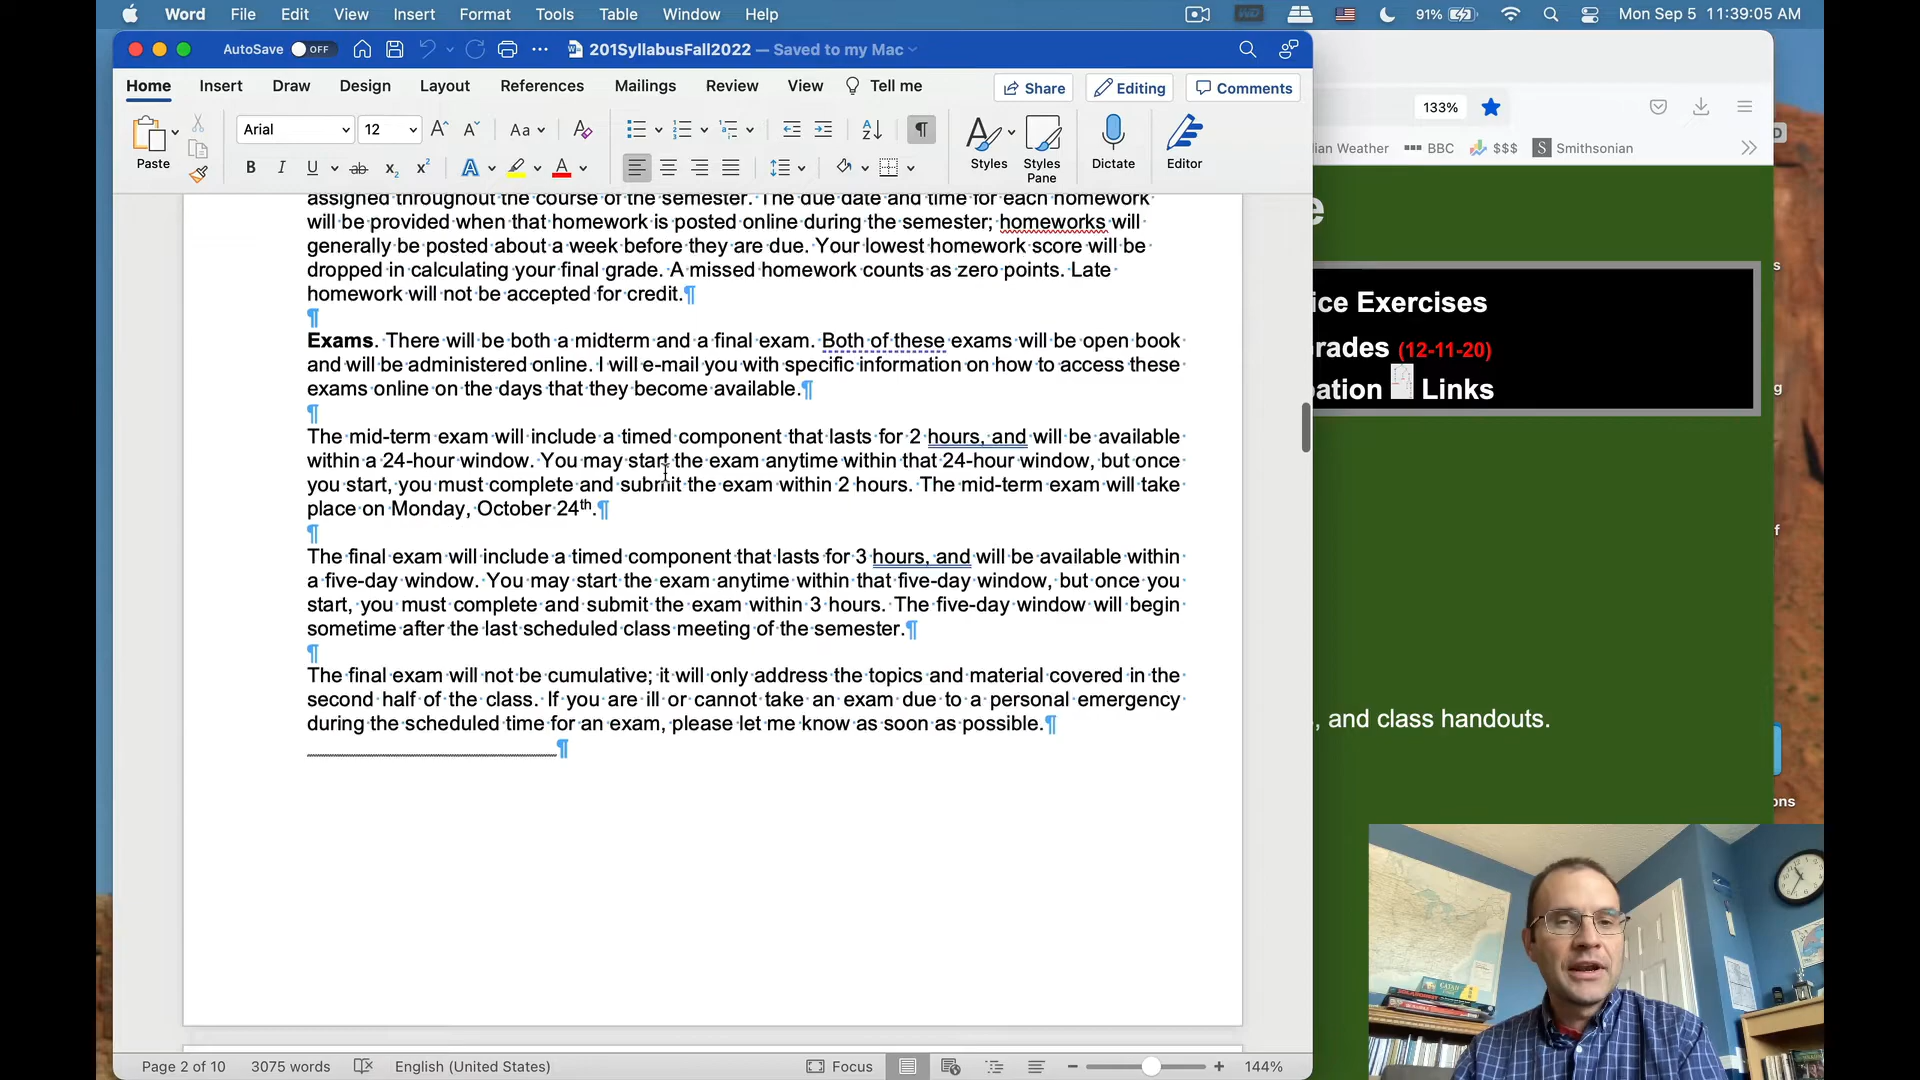 Word File Edit View Insert Format Tools Table Window Help
91% Mon Sep 5 11:39:05 AM
AutoSave OFF
201SyllabusFall2022 — Saved to my Mac
Home Insert Draw Design Layout References Mailings Review View Tell me
Share Editing Comments
Arial 12
Paste
Styles Styles Pane Dictate Editor
assigned throughout the course of the semester. The due date and time for each homework
will be provided when that homework is posted online during the semester; homeworks will
generally be posted about a week before they are due. Your lowest homework score will be
dropped in calculating your final grade. A missed homework counts as zero points. Late
homework will not be accepted for credit.¶
¶
Exams. There will be both a midterm and a final exam. Both of these exams will be open book
and will be administered online. I will e-mail you with specific information on how to access these
exams online on the days that they become available.¶
¶
The mid-term exam will include a timed component that lasts for 2 hours, and will be available
within a 24-hour window. You may start the exam anytime within that 24-hour window, but once
you start, you must complete and submit the exam within 2 hours. The mid-term exam will take
place on Monday, October 24th.¶
¶
The final exam will include a timed component that lasts for 3 hours, and will be available within
a five-day window. You may start the exam anytime within that five-day window, but once you
start, you must complete and submit the exam within 3 hours. The five-day window will begin
sometime after the last scheduled class meeting of the semester.¶
¶
The final exam will not be cumulative; it will only address the topics and material covered in the
second half of the class. If you are ill or cannot take an exam due to a personal emergency
during the scheduled time for an exam, please let me know as soon as possible.¶
¶
Page 2 of 10 3075 words English (United States) Focus 144%
133%
ian Weather BBC $$$ Smithsonian
e
ice Exercises
rades (12-11-20)
ation Links
, and class handouts.
ons
CATAN